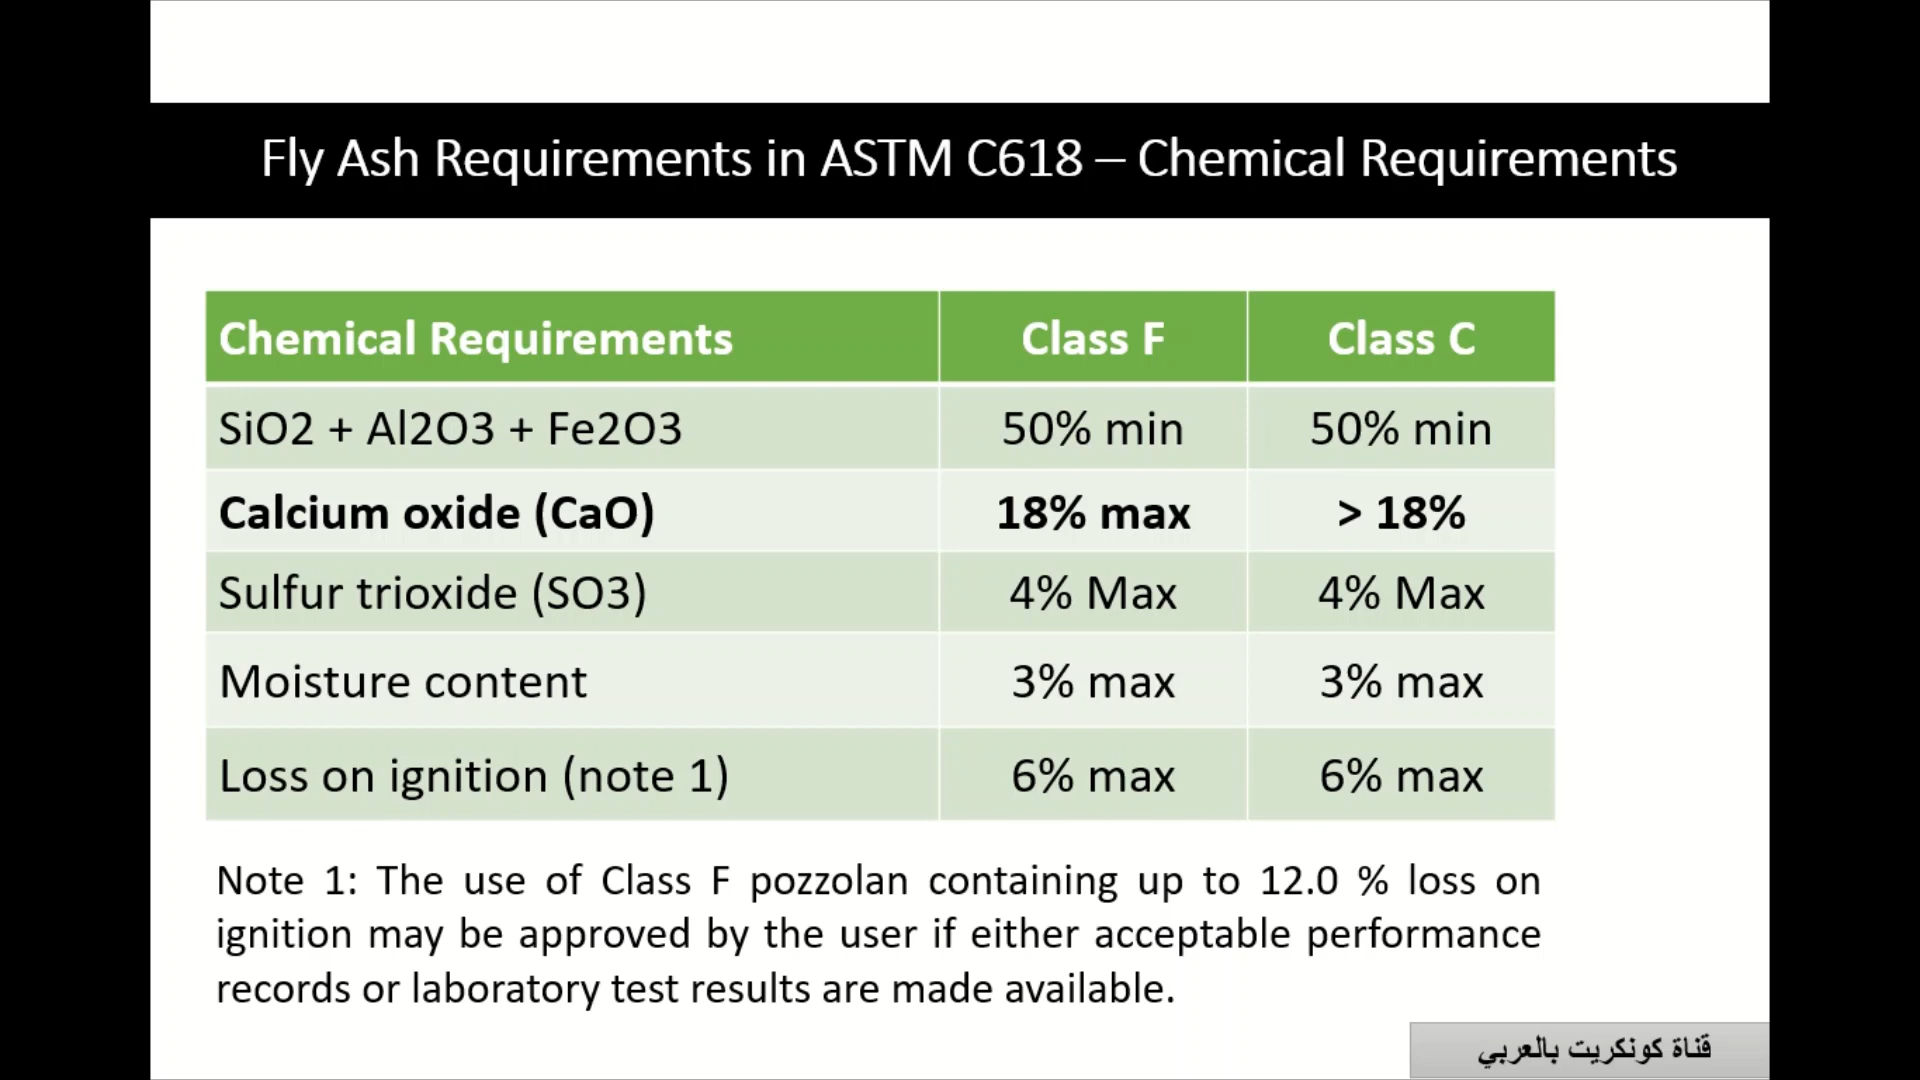 Fly Ash Requirements in ASTM C618 – Chemical Requirements
Chemical Requirements Class F Class C
SiO2 + Al2O3 + Fe2O3 50% min 50% min
Calcium oxide (CaO) 18% max > 18%
Sulfur trioxide (SO3) 4% Max 4% Max
Moisture content 3% max 3% max
Loss on ignition (note 1) 6% max 6% max
Note 1: The use of Class F pozzolan containing up to 12.0 % loss on
ignition may be approved by the user if either acceptable performance
records or laboratory test results are made available.
قناة كونكريت بالعربي